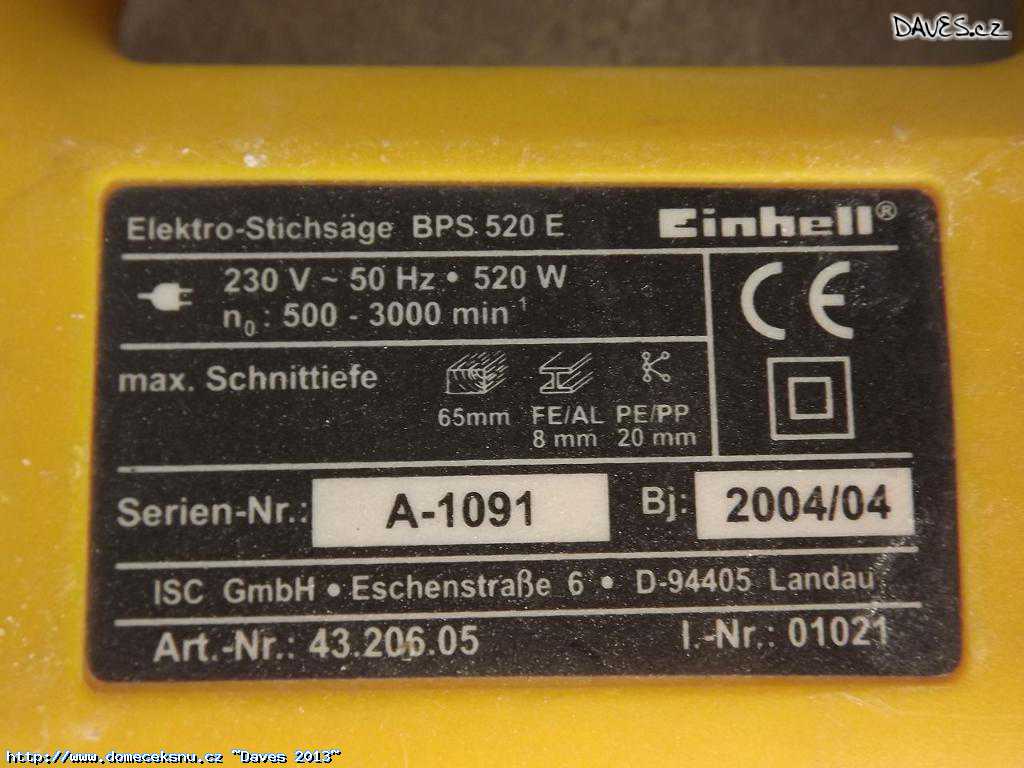 DAVES.cz
Elektro-Stichsäge BPS 520 E
Einhell®
230 V ~ 50 Hz • 520 W
n₀ : 500 - 3000 min⁻¹
CE
max. Schnittiefe
65mm
FE/AL
8 mm
PE/PP
20 mm
Serien-Nr.: A-1091
Bj: 2004/04
ISC GmbH • Eschenstraße 6 • D-94405 Landau
Art.-Nr.: 43.206.05
I.-Nr.: 01021
http://www.domeceksnu.cz "Daves 2013"